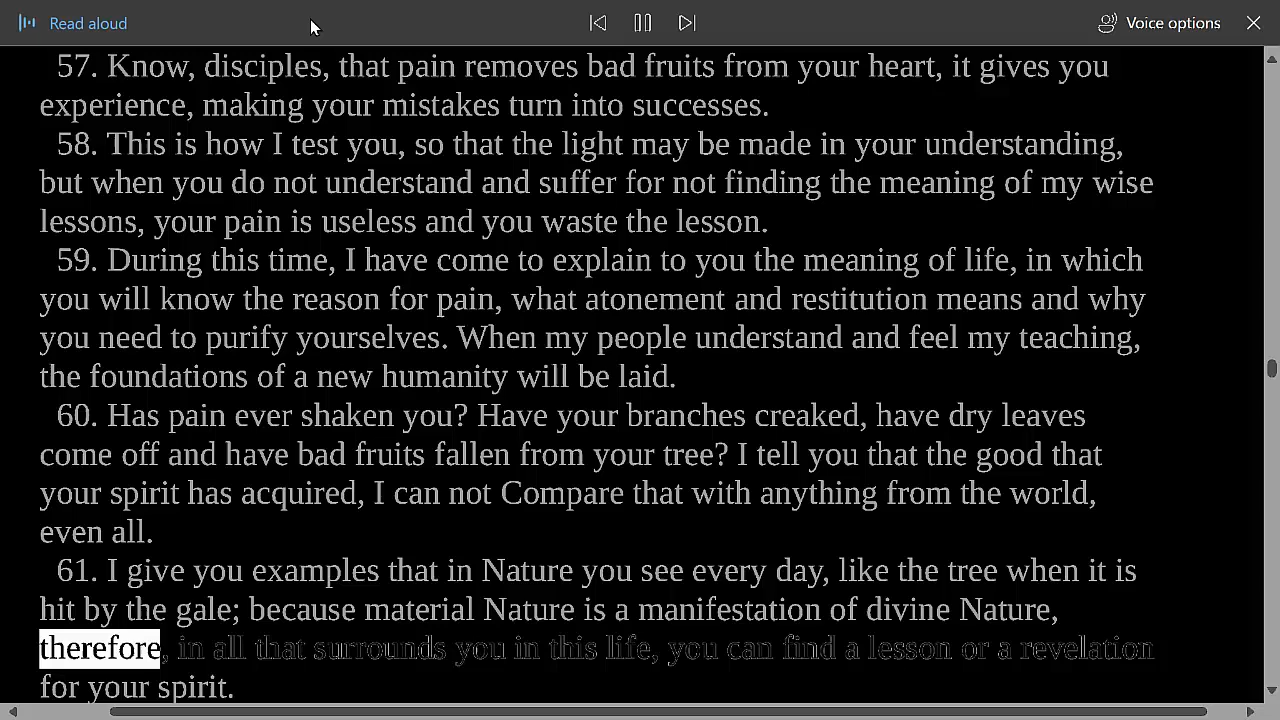 Read aloud
Voice options
57. Know, disciples, that pain removes bad fruits from your heart, it gives you
experience, making your mistakes turn into successes.
58. This is how I test you, so that the light may be made in your understanding,
but when you do not understand and suffer for not finding the meaning of my wise
lessons, your pain is useless and you waste the lesson.
59. During this time, I have come to explain to you the meaning of life, in which
you will know the reason for pain, what atonement and restitution means and why
you need to purify yourselves. When my people understand and feel my teaching,
the foundations of a new humanity will be laid.
60. Has pain ever shaken you? Have your branches creaked, have dry leaves
come off and have bad fruits fallen from your tree? I tell you that the good that
your spirit has acquired, I can not Compare that with anything from the world,
even all.
61. I give you examples that in Nature you see every day, like the tree when it is
hit by the gale; because material Nature is a manifestation of divine Nature,
therefore, in all that surrounds you in this life, you can find a lesson or a revelation
for your spirit.